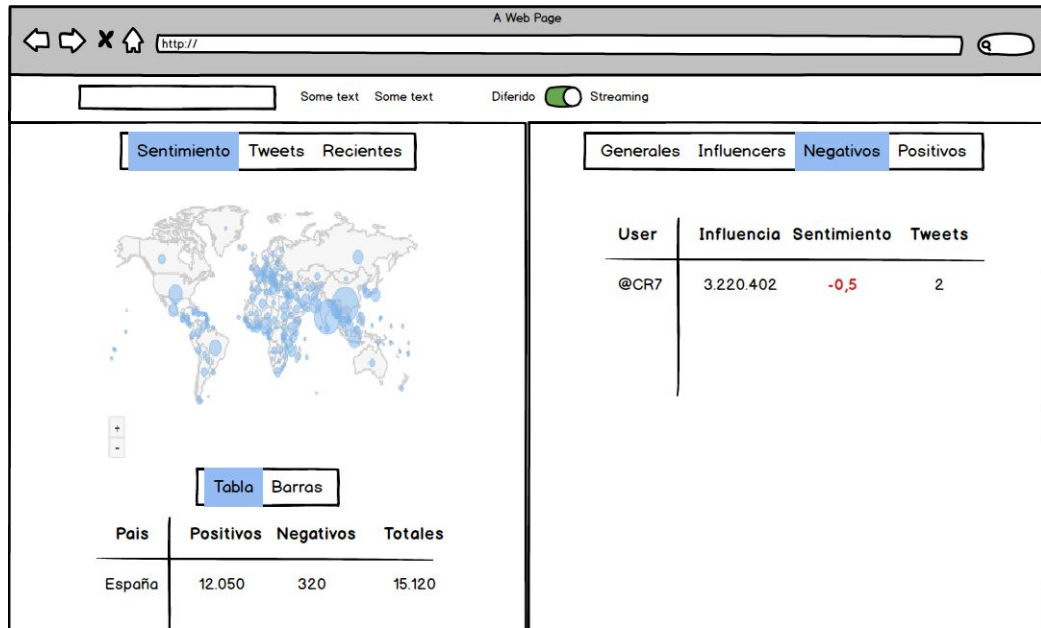 A Web Page
http://
Some text Some text Diferido Streaming
Sentimiento Tweets Recientes
+
-
Tabla Barras
Pais Positivos Negativos Totales
España 12.050 320 15.120
Generales Influencers Negativos Positivos
User Influencia Sentimiento Tweets
@CR7 3.220.402 -0,5 2